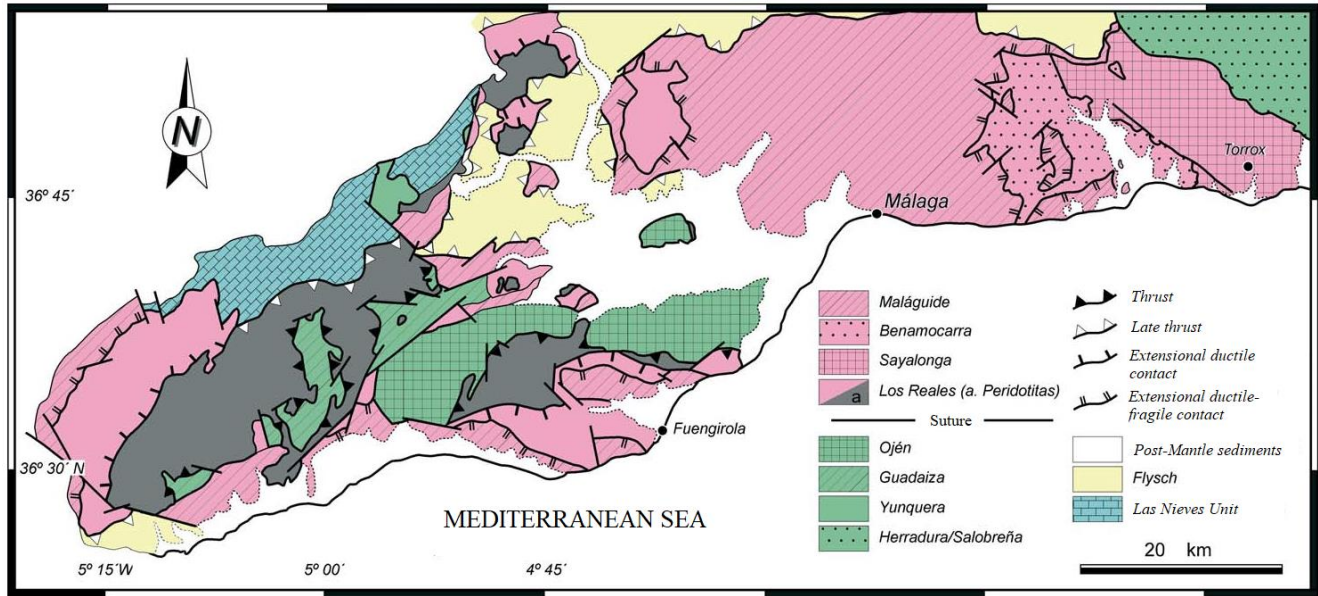 N
36º 45´
36º 30´ N
5º 15´W
5º 00´
4º 45´
Málaga
Torrox
Fuengirola
MEDITERRANEAN SEA
Maláguide
Benamocarra
Sayalonga
a
Los Reales (a. Peridotitas)
Suture
Ojén
Guadaiza
Yunquera
Herradura/Salobreña
Thrust
Late thrust
Extensional ductile
contact
Extensional ductile-
fragile contact
Post-Mantle sediments
Flysch
Las Nieves Unit
20 km